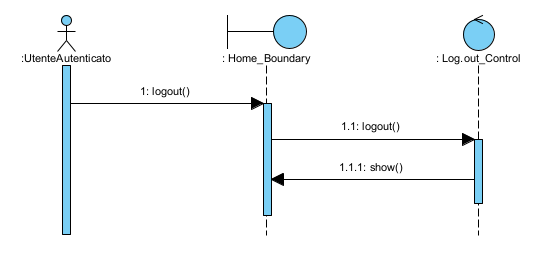 :UtenteAutenticato
: Home_Boundary
: Log.out_Control
1: logout()
1.1: logout()
1.1.1: show()